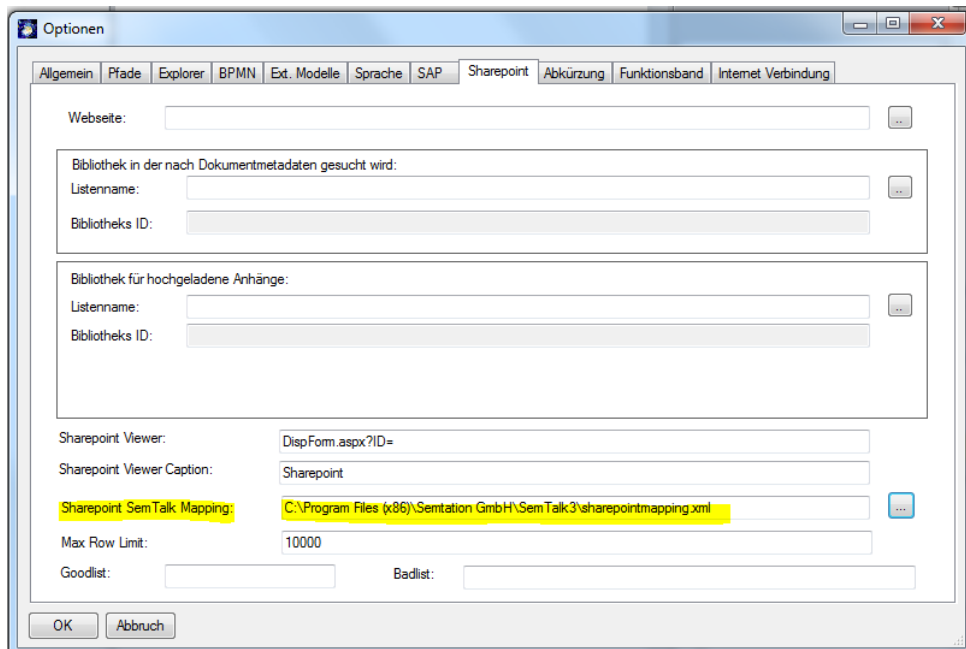 Optionen
Allgemein Pfade Explorer BPMN Ext. Modelle Sprache SAP Sharepoint Abkürzung Funktionsband Internet Verbindung
Webseite: ..
Bibliothek in der nach Dokumentmetadaten gesucht wird:
Listenname: ..
Bibliotheks ID:
Bibliothek für hochgeladene Anhänge:
Listenname: ..
Bibliotheks ID:
Sharepoint Viewer: DispForm.aspx?ID=
Sharepoint Viewer Caption: Sharepoint
Sharepoint SemTalk Mapping: C:\Program Files (x86)\Semtation GmbH\SemTalk3\sharepointmapping.xml ...
Max Row Limit: 10000
Goodlist: Badlist:
OK Abbruch